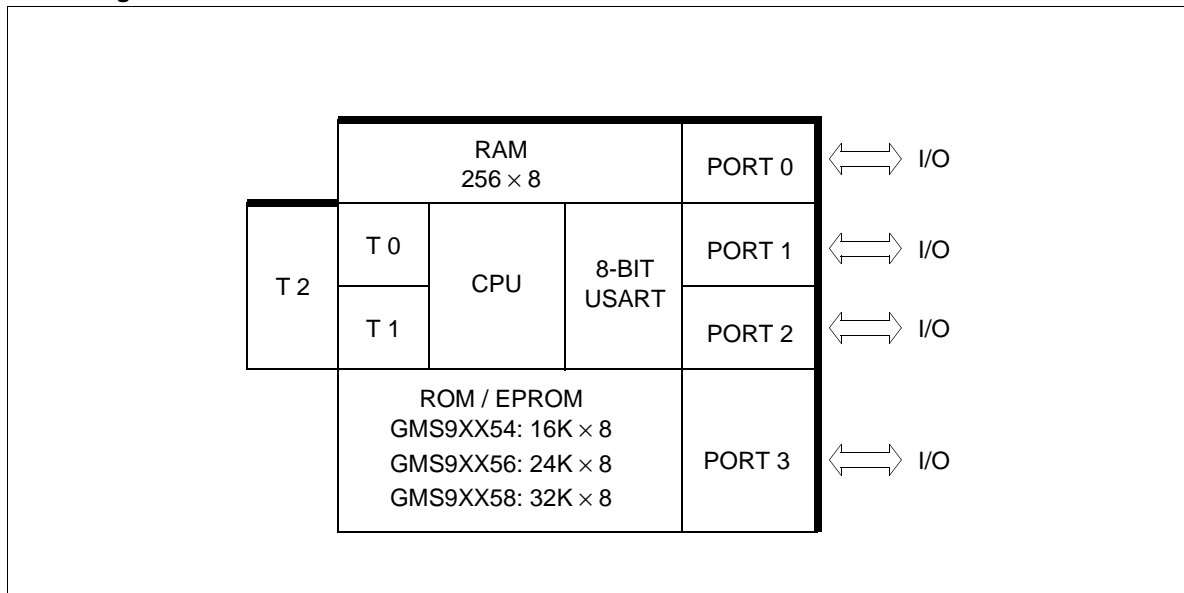 RAM
256 × 8
PORT 0
I/O
T 2
T 0
T 1
CPU
8-BIT
USART
PORT 1
I/O
PORT 2
I/O
ROM / EPROM
GMS9XX54: 16K × 8
GMS9XX56: 24K × 8
GMS9XX58: 32K × 8
PORT 3
I/O